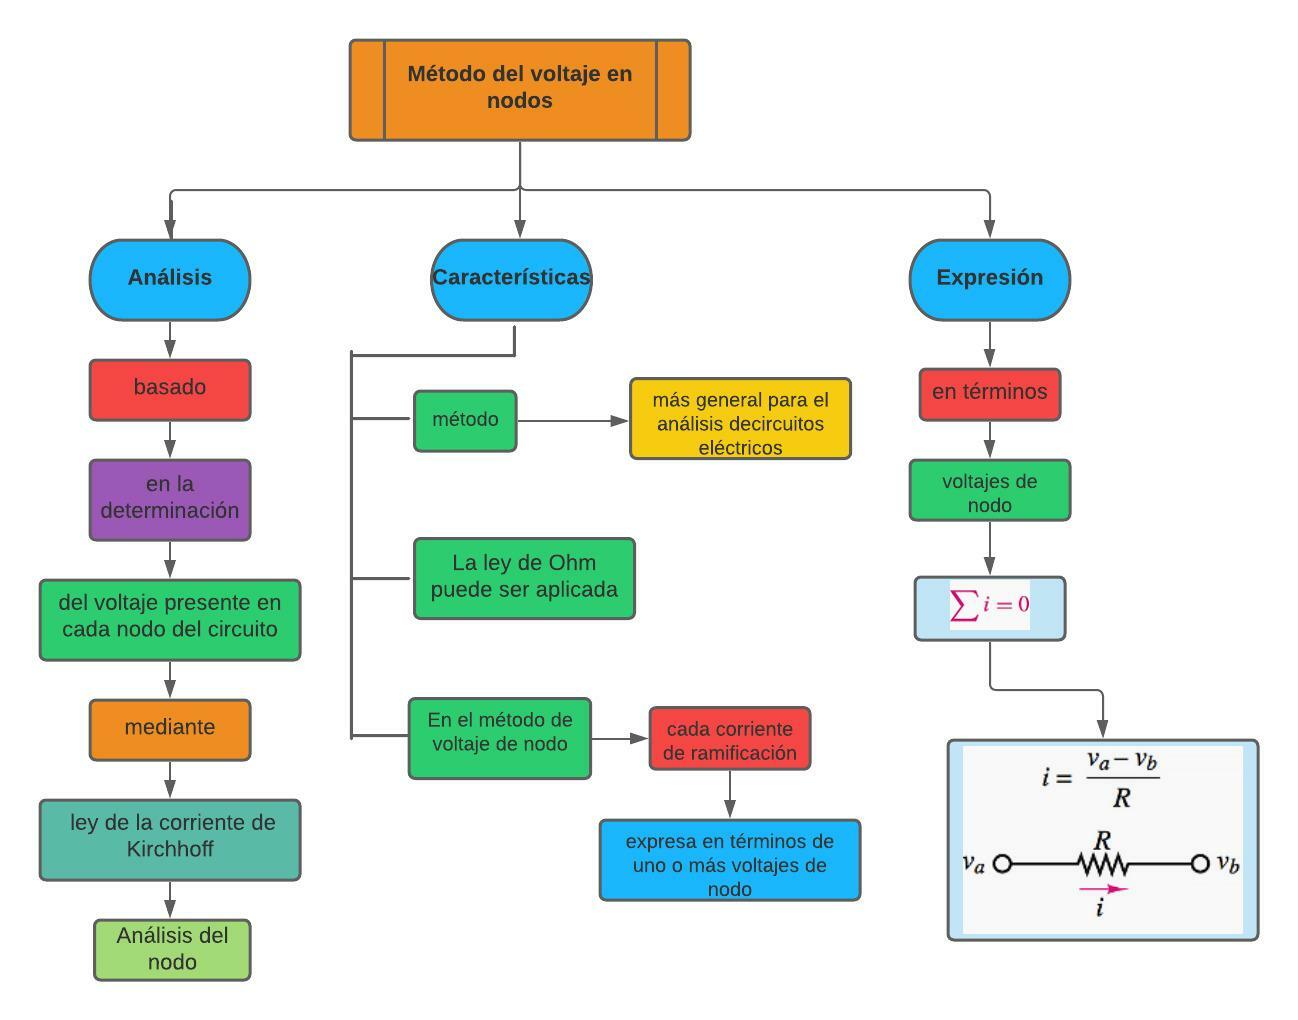 Método del voltaje en
nodos
Análisis
basado
en la
determinación
del voltaje presente en
cada nodo del circuito
mediante
ley de la corriente de
Kirchhoff
Análisis del
nodo
Características
método
más general para el
análisis decircuitos
eléctricos
La ley de Ohm
puede ser aplicada
En el método de
voltaje de nodo
cada corriente
de ramificación
expresa en términos de
uno o más voltajes de
nodo
Expresión
en términos
voltajes de
nodo
∑ i = 0
i = (v_a – v_b) / R
R
v_a
v_b
i